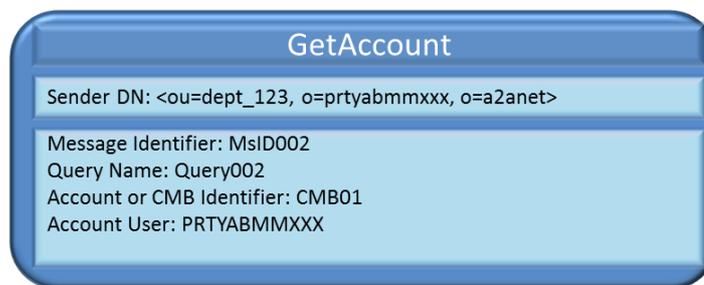 GetAccount
Sender DN: <ou=dept_123, o=prtyabmmxxx, o=a2anet>
Message Identifier: MsID002
Query Name: Query002
Account or CMB Identifier: CMB01
Account User: PRTYABMMXXX